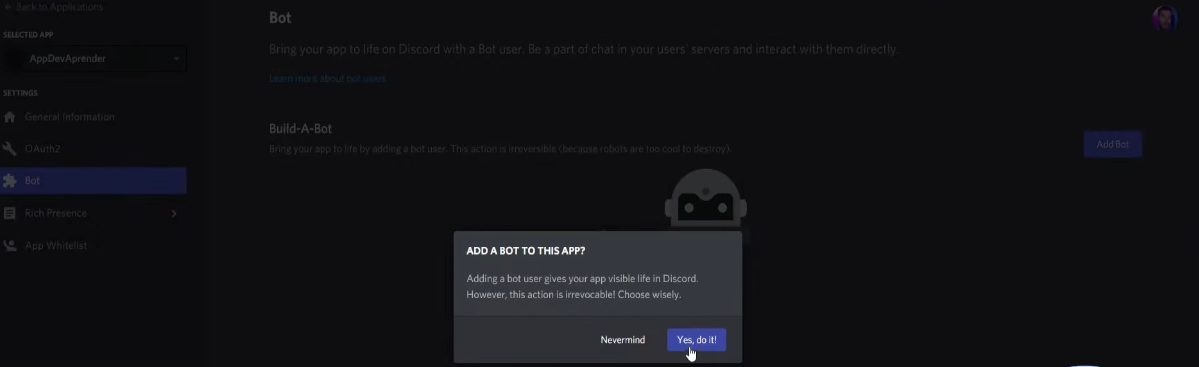 ← Back to Applications
SELECTED APP
AppDevAprender
SETTINGS
General Information
OAuth2
Bot
Rich Presence
App Whitelist
Bot
Bring your app to life on Discord with a Bot user. Be a part of chat in your users' servers and interact with them directly.
Learn more about bot users
Build-A-Bot
Bring your app to life by adding a bot user. This action is irreversible (because robots are too cool to destroy).
Add Bot
ADD A BOT TO THIS APP?
Adding a bot user gives your app visible life in Discord.
However, this action is irrevocable! Choose wisely.
Nevermind
Yes, do it!